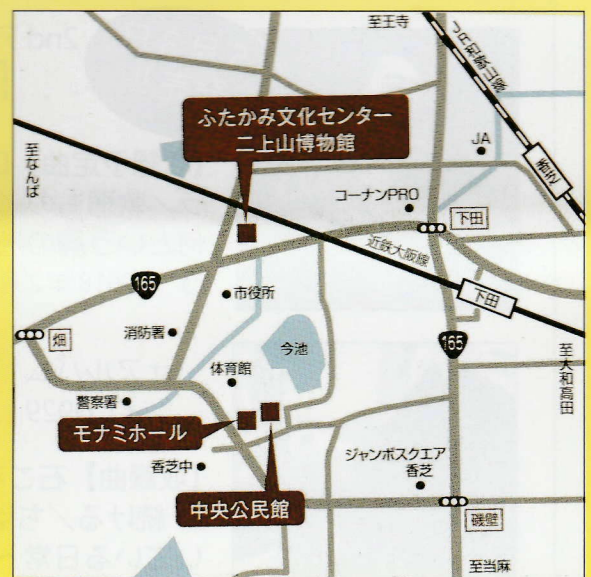 至王寺
JR和歌山線
ふたかみ文化センター
二上山博物館
至なんば
JA
香芝
コーナンPRO
下田
近鉄大阪線
165
市役所
下田
畑
消防署
今池
165
体育館
至大和高田
警察署
モナミホール
ジャンボスクエア
香芝
香芝中
中央公民館
磯壁
至当麻